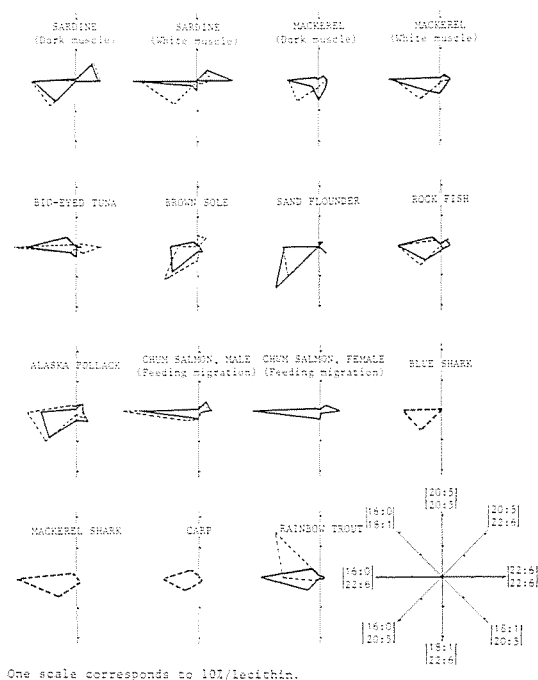 SARDINE
(Dark muscle)
SARDINE
(White muscle)
MACKEREL
(Dark muscle)
MACKEREL
(White muscle)
BIG-EYED TUNA
BROWN SOLE
SAND FLOUNDER
ROCK FISH
ALASKA POLLACK
CHUM SALMON, MALE
(Feeding migration)
CHUM SALMON, FEMALE
(Feeding migration)
BLUE SHARK
MACKEREL SHARK
CARP
RAINBOW TROUT
16:0
18:1
20:5
20:5
20:5
22:6
16:0
22:6
22:6
22:6
16:0
20:5
18:1
22:6
18:1
20:5
One scale corresponds to 10%/lecithin.